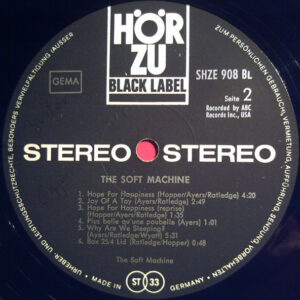 HÖR
ZU
BLACK LABEL
GEMA
SHZE 908 BL
Seite 2
Recorded by ABC
Records Inc., USA
STEREO STEREO
THE SOFT MACHINE
1. Hope For Happiness (Hopper/Ayers/Ratledge) 4:20
2. Joy Of A Toy (Ayers/Ratledge) 2:49
3. Hope For Happiness (reprise)
(Hopper/Ayers/Ratledge) 1:35
4. Plus belle qu'une poubelle (Ayers) 1:01
5. Why Are We Sleeping?
(Ayers/Ratledge/Wyatt) 5:31
6. Box 25/4 Lid (Ratledge/Hopper) 0:48
The Soft Machine
ST 33
MADE IN GERMANY
URHEBER- UND LEISTUNGSSCHUTZRECHTE, BESONDERS VERVIELFÄLTIGUNG (AUSSER
ZUM PERSÖNLICHEN GEBRAUCH), VERMIETUNG, AUFFÜHRUNG, SENDUNG, VORBEHALTEN